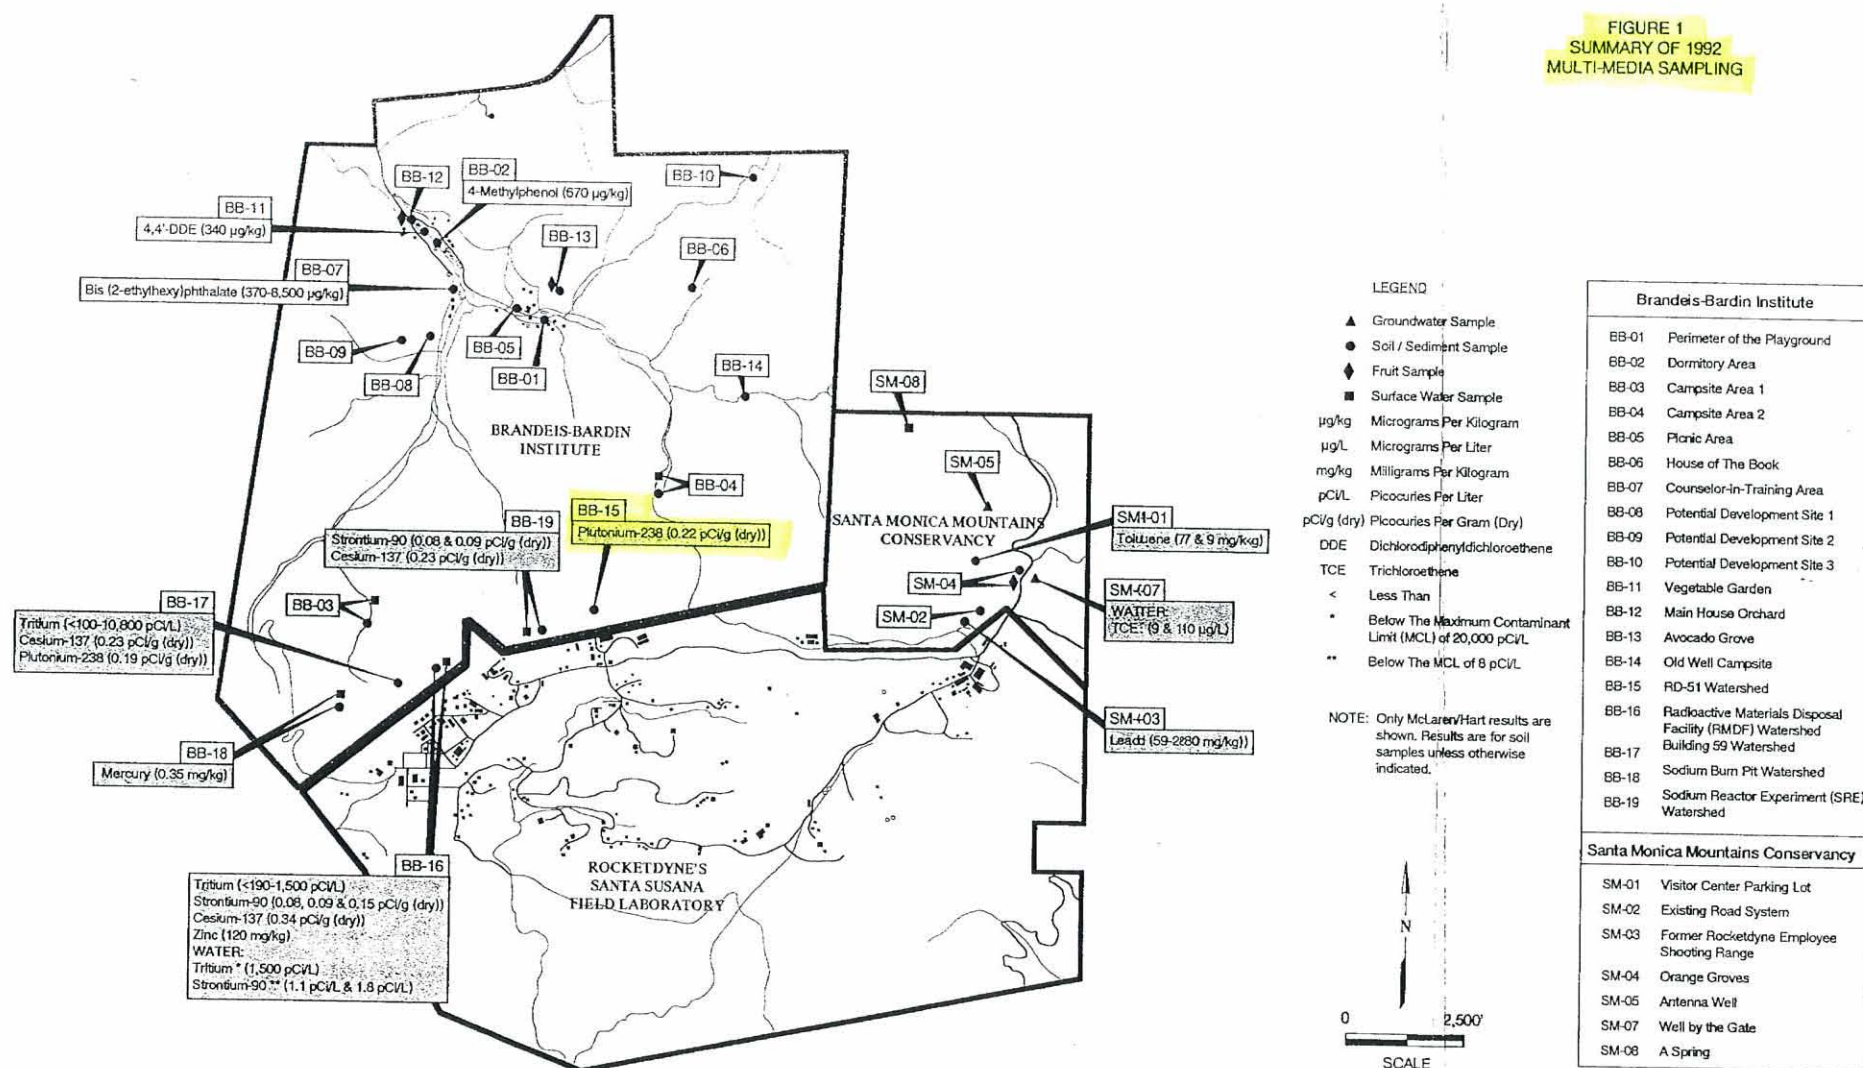 FIGURE 1
SUMMARY OF 1992
MULTI-MEDIA SAMPLING
BB-12
BB-02
4-Methylphenol (670 µg/kg)
BB-10
BB-11
4,4'-DDE (340 µg/kg)
BB-13
BB-06
BB-07
Bis (2-ethylhexy)phthalate (370-8,500 µg/kg)
BB-09
BB-08
BB-05
BB-01
BB-14
BRANDEIS-BARDIN
INSTITUTE
BB-04
BB-19
Strontium-90 (0.08 & 0.09 pCi/g (dry))
Cesium-137 (0.23 pCi/g (dry))
BB-15
Plutonium-238 (0.22 pCi/g (dry))
BB-17
Tritium (<100-10,800 pCi/L)
Cesium-137 (0.23 pCi/g (dry))
Plutonium-238 (0.19 pCi/g (dry))
BB-03
BB-18
Mercury (0.35 mg/kg)
BB-16
Tritium (<190-1,500 pCi/L)
Strontium-90 (0.08, 0.09 & 0.15 pCi/g (dry))
Cesium-137 (0.34 pCi/g (dry))
Zinc (120 mg/kg)
WATER:
Tritium * (1,500 pCi/L)
Strontium-90 ** (1.1 pCi/L & 1.8 pCi/L)
ROCKETDYNE'S
SANTA SUSANA
FIELD LABORATORY
SM-08
SM-05
SANTA MONICA MOUNTAINS
CONSERVANCY
SM-04
SM-02
SM-01
Toluene (77 & 9 mg/kg)
SM-07
WATER:
TCE: (9 & 110 µg/L)
SM-03
Lead (59-280 mg/kg)
LEGEND
Groundwater Sample
Soil / Sediment Sample
Fruit Sample
Surface Water Sample
µg/kg Micrograms Per Kilogram
µg/L Micrograms Per Liter
mg/kg Milligrams Per Kilogram
pCi/L Picocuries Per Liter
pCi/g (dry) Picocuries Per Gram (Dry)
DDE Dichlorodiphenyldichloroethene
TCE Trichloroethene
< Less Than
* Below The Maximum Contaminant
Limit (MCL) of 20,000 pCi/L
** Below The MCL of 8 pCi/L
NOTE: Only McLaren/Hart results are
shown. Results are for soil
samples unless otherwise
indicated.
N
0 2,500'
SCALE
Brandeis-Bardin Institute
BB-01 Perimeter of the Playground
BB-02 Dormitory Area
BB-03 Campsite Area 1
BB-04 Campsite Area 2
BB-05 Picnic Area
BB-06 House of The Book
BB-07 Counselor-in-Training Area
BB-08 Potential Development Site 1
BB-09 Potential Development Site 2
BB-10 Potential Development Site 3
BB-11 Vegetable Garden
BB-12 Main House Orchard
BB-13 Avocado Grove
BB-14 Old Well Campsite
BB-15 RD-51 Watershed
BB-16 Radioactive Materials Disposal
Facility (RMDF) Watershed
BB-17 Building 59 Watershed
BB-18 Sodium Burn Pit Watershed
BB-19 Sodium Reactor Experiment (SRE)
Watershed
Santa Monica Mountains Conservancy
SM-01 Visitor Center Parking Lot
SM-02 Existing Road System
SM-03 Former Rocketdyne Employee
Shooting Range
SM-04 Orange Groves
SM-05 Antenna Well
SM-07 Well by the Gate
SM-08 A Spring